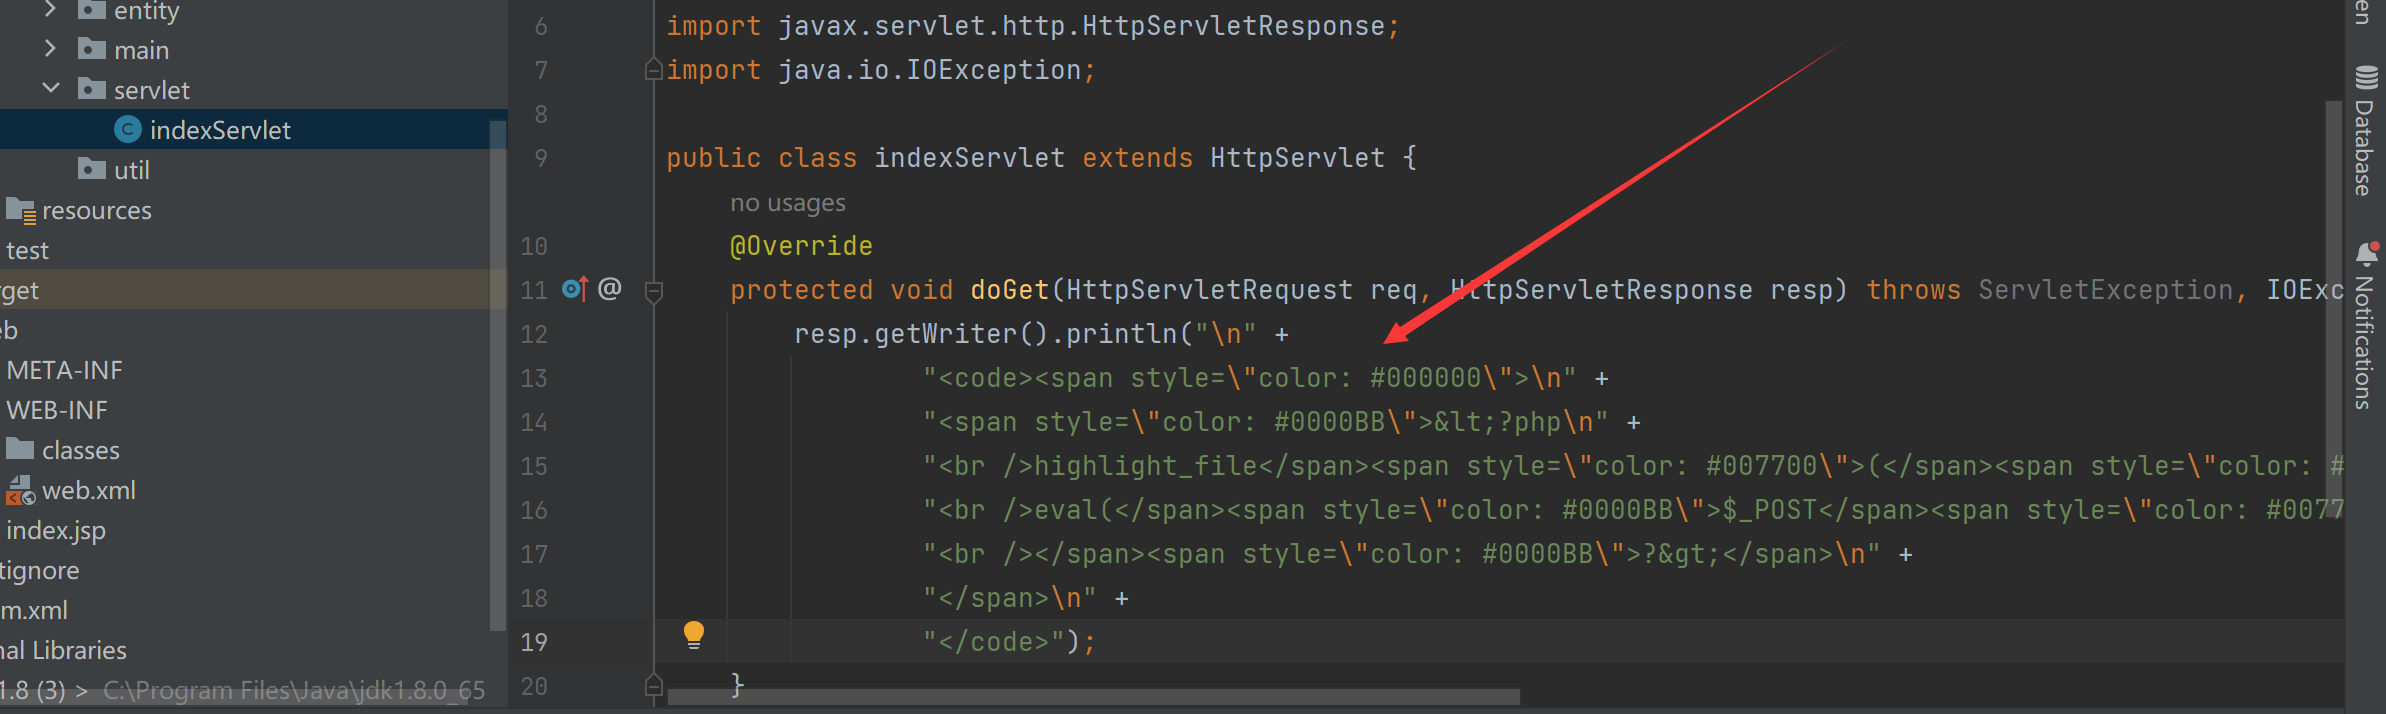 entity
main
servlet
indexServlet
util
resources
test
rget
eb
META-INF
WEB-INF
classes
web.xml
index.jsp
tignore
m.xml
nal Libraries
1.8 (3) > C:\Program Files\Java\jdk1.8.0_65
6 import javax.servlet.http.HttpServletResponse;
7 import java.io.IOException;
8
9 public class indexServlet extends HttpServlet {
no usages
10 @Override
11 @ protected void doGet(HttpServletRequest req, HttpServletResponse resp) throws ServletException, IOExc
12 resp.getWriter().println("\n" +
13 "<code><span style=\"color: #000000\">\n" +
14 "<span style=\"color: #0000BB\">&lt;?php\n" +
15 "<br />highlight_file</span><span style=\"color: #007700\">(</span><span style=\"color: #
16 "<br />eval(</span><span style=\"color: #0000BB\">$_POST</span><span style=\"color: #0077
17 "<br /></span><span style=\"color: #0000BB\">?&gt;</span>\n" +
18 "</span>\n" +
19 "</code>");
20 }
en
Database
Notifications